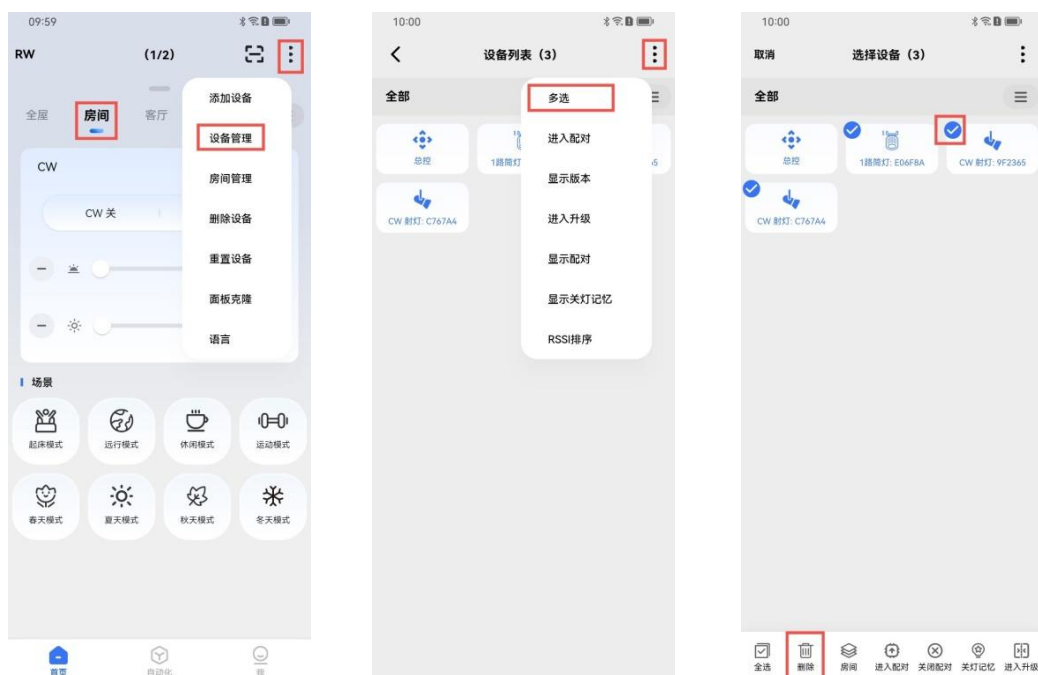 09:59
RW
(1/2)
添加设备
全屋
房间
客厅
设备管理
CW
房间管理
CW 关
删除设备
重置设备
面板克隆
语言
场景
起床模式
远行模式
休闲模式
运动模式
春天模式
夏天模式
秋天模式
冬天模式
首页
自动化
我
10:00
设备列表（3）
全部
多选
总控
1路筒灯
进入配对
显示版本
CW 射灯: C767A4
进入升级
显示配对
显示关灯记忆
RSSI排序
10:00
取消
选择设备（3）
全部
总控
1路筒灯: E06F8A
CW 射灯: 9F2365
CW 射灯: C767A4
全选
删除
房间
进入配对
关闭配对
关灯记忆
进入升级